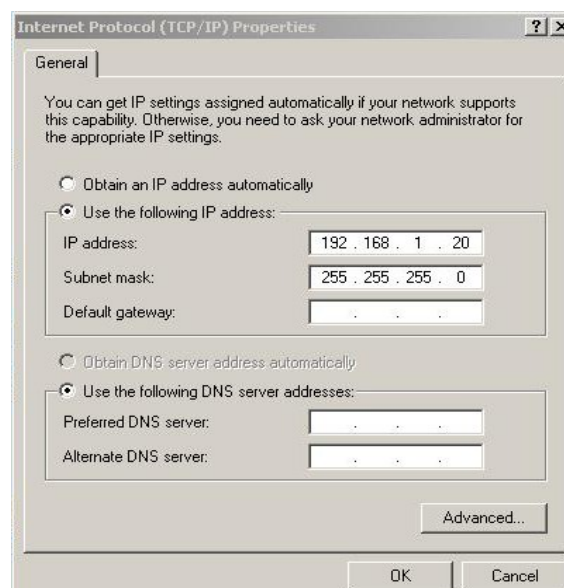 Internet Protocol (TCP/IP) Properties
General
You can get IP settings assigned automatically if your network supports
this capability. Otherwise, you need to ask your network administrator for
the appropriate IP settings.
Obtain an IP address automatically
Use the following IP address:
IP address: 192 . 168 . 1 . 20
Subnet mask: 255 . 255 . 255 . 0
Default gateway: . . .
Obtain DNS server address automatically
Use the following DNS server addresses:
Preferred DNS server: . . .
Alternate DNS server: . . .
Advanced...
OK Cancel